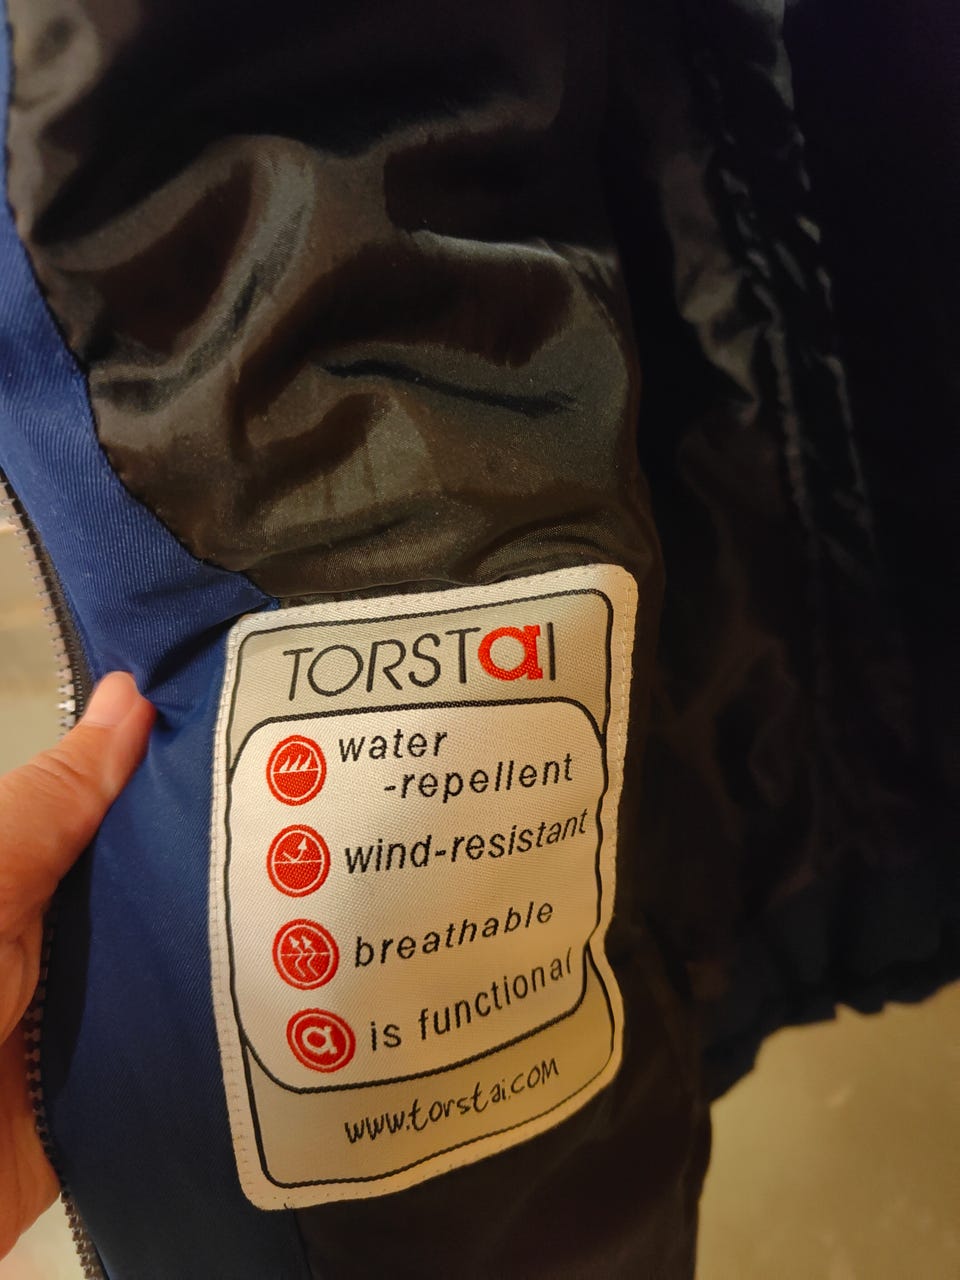 TORSTaI
water
-repellent
wind-resistant
breathable
a is functional
www.torstai.com